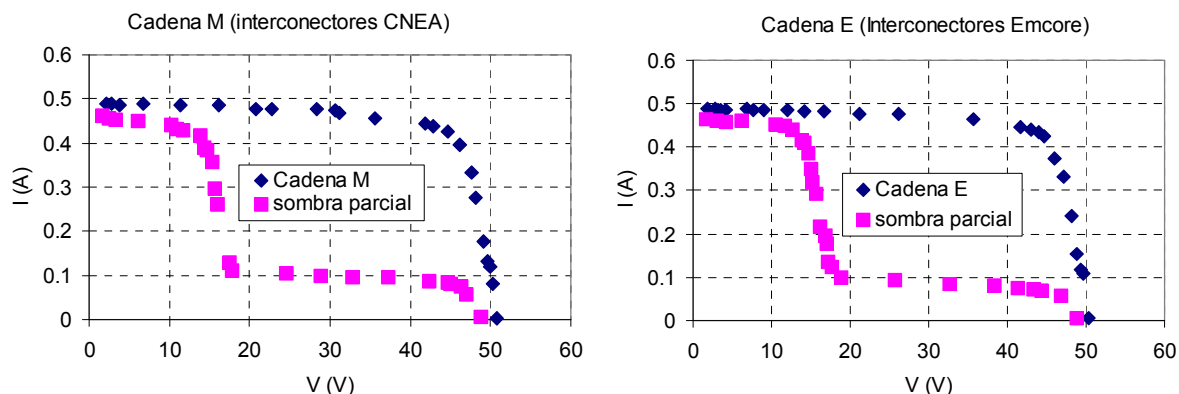 Cadena M (interconectores CNEA)
0.6
0.5
0.4
0.3
0.2
0.1
0
I (A)
Cadena M
sombra parcial
0 10 20 30 40 50 60
V (V)
Cadena E (Interconectores Emcore)
0.6
0.5
0.4
0.3
0.2
0.1
0
I (A)
Cadena E
sombra parcial
0 10 20 30 40 50 60
V (V)